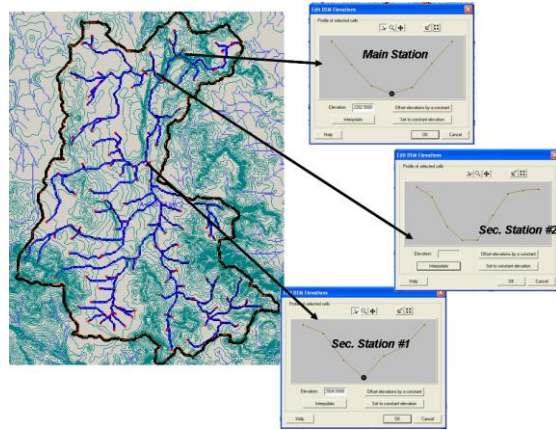 Edit DEM Elevations
Profile of selected cells
Main Station
Elevation:
Offset elevations by a constant
Interpolate
Set to constant elevation
Help
OK
Cancel
Edit DEM Elevations
Profile of selected cells
Sec. Station #2
Elevation:
Offset elevations by a constant
Interpolate
Set to constant elevation
Help
OK
Cancel
Edit DEM Elevations
Profile of selected cells
Sec. Station #1
Elevation:
Offset elevations by a constant
Interpolate
Set to constant elevation
Help
OK
Cancel